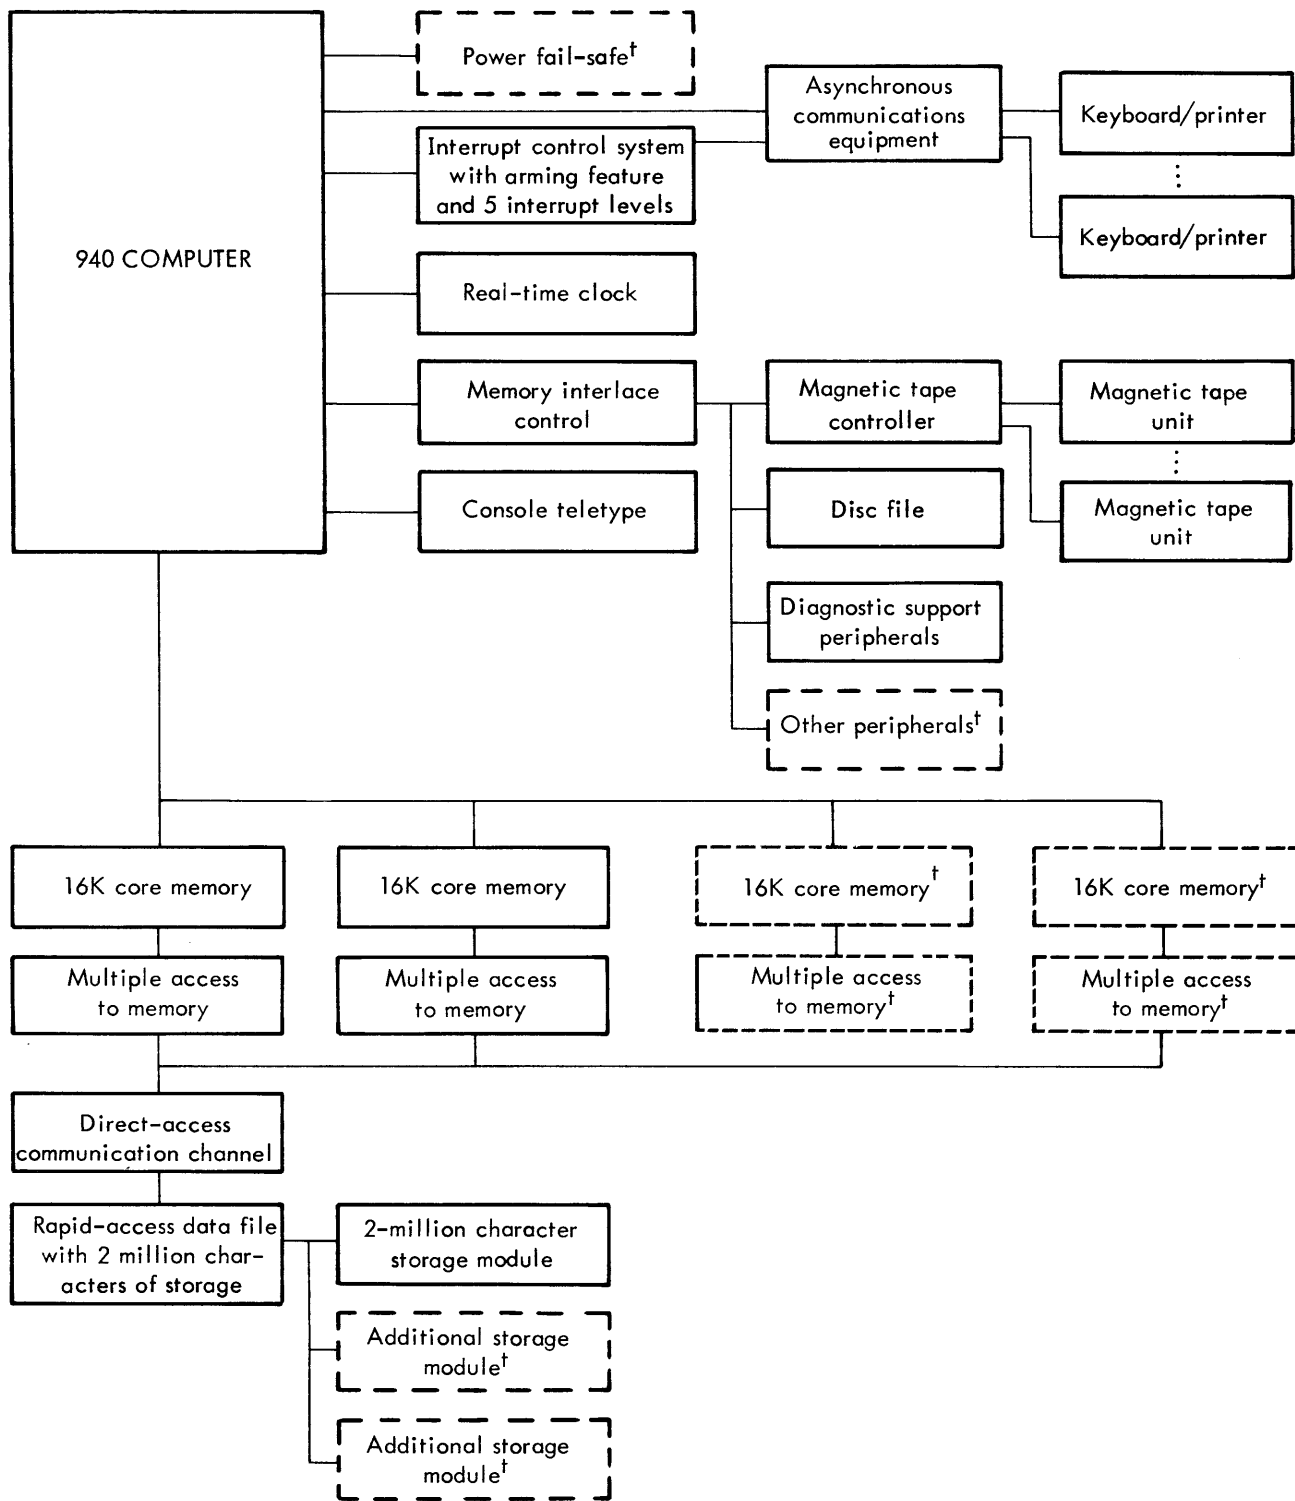 Power fail-safe†
Asynchronous
communications
equipment
Keyboard/printer
Interrupt control system
with arming feature
and 5 interrupt levels
Keyboard/printer
940 COMPUTER
Real-time clock
Memory interlace
control
Magnetic tape
controller
Magnetic tape
unit
Console teletype
Disc file
Magnetic tape
unit
Diagnostic support
peripherals
Other peripherals†
16K core memory
16K core memory
16K core memory†
16K core memory†
Multiple access
to memory
Multiple access
to memory
Multiple access
to memory†
Multiple access
to memory†
Direct-access
communication channel
Rapid-access data file
with 2 million char-
acters of storage
2-million character
storage module
Additional storage
module†
Additional storage
module†